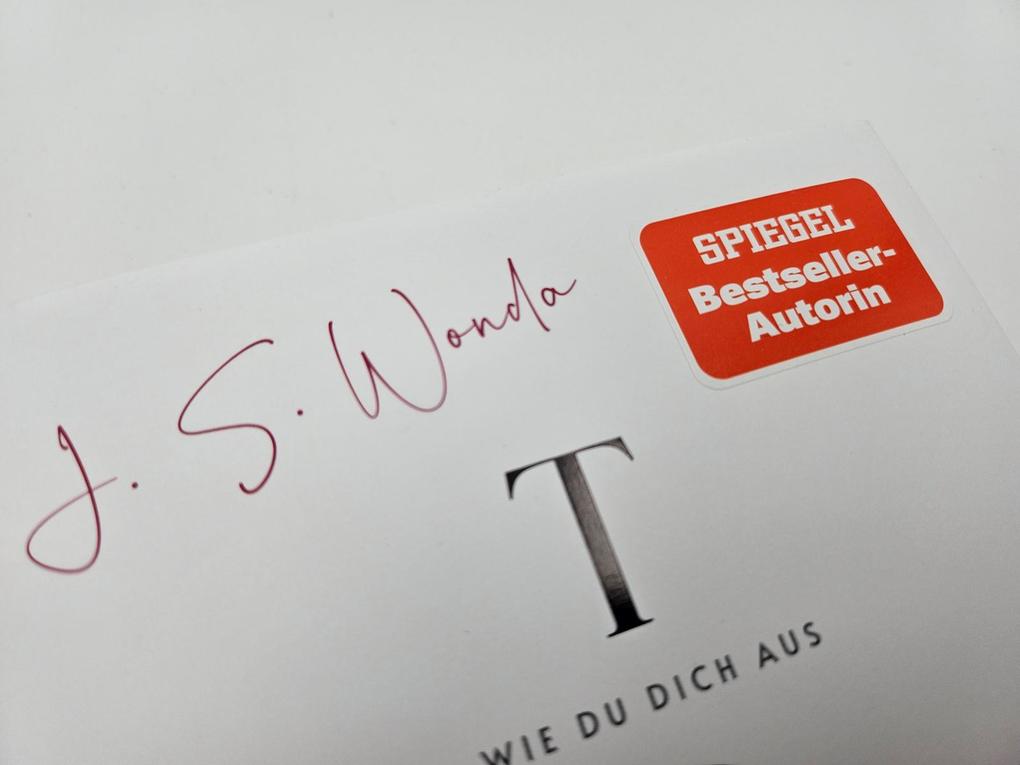 J. S. Wonda
SPIEGEL
Bestseller-
Autorin
T
WIE DU DICH AUS